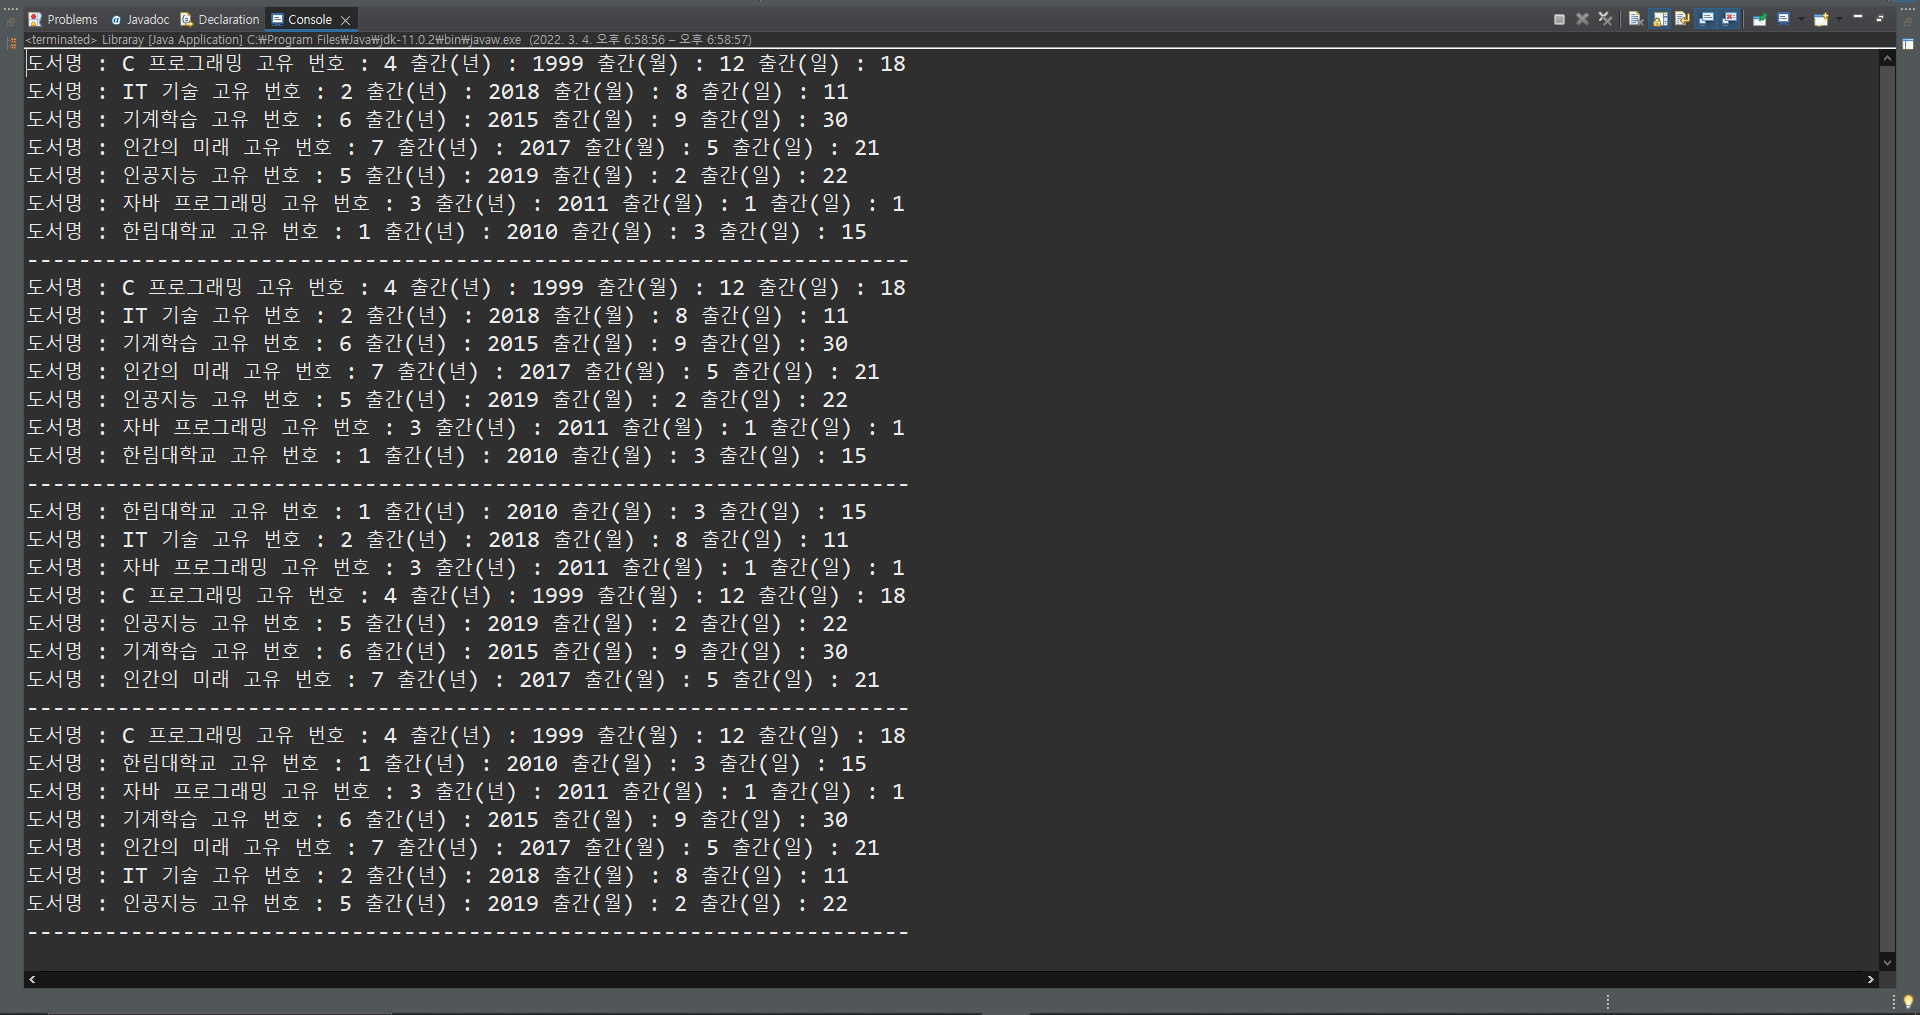 Problems Javadoc Declaration Console
<terminated> Libraray [Java Application] C:₩Program Files₩Java₩jdk-11.0.2₩bin₩javaw.exe (2022. 3. 4. 오후 6:58:56 – 오후 6:58:57)
도서명 : C 프로그래밍 고유 번호 : 4 출간(년) : 1999 출간(월) : 12 출간(일) : 18
도서명 : IT 기술 고유 번호 : 2 출간(년) : 2018 출간(월) : 8 출간(일) : 11
도서명 : 기계학습 고유 번호 : 6 출간(년) : 2015 출간(월) : 9 출간(일) : 30
도서명 : 인간의 미래 고유 번호 : 7 출간(년) : 2017 출간(월) : 5 출간(일) : 21
도서명 : 인공지능 고유 번호 : 5 출간(년) : 2019 출간(월) : 2 출간(일) : 22
도서명 : 자바 프로그래밍 고유 번호 : 3 출간(년) : 2011 출간(월) : 1 출간(일) : 1
도서명 : 한림대학교 고유 번호 : 1 출간(년) : 2010 출간(월) : 3 출간(일) : 15
--------------------------------------------------------------------
도서명 : C 프로그래밍 고유 번호 : 4 출간(년) : 1999 출간(월) : 12 출간(일) : 18
도서명 : IT 기술 고유 번호 : 2 출간(년) : 2018 출간(월) : 8 출간(일) : 11
도서명 : 기계학습 고유 번호 : 6 출간(년) : 2015 출간(월) : 9 출간(일) : 30
도서명 : 인간의 미래 고유 번호 : 7 출간(년) : 2017 출간(월) : 5 출간(일) : 21
도서명 : 인공지능 고유 번호 : 5 출간(년) : 2019 출간(월) : 2 출간(일) : 22
도서명 : 자바 프로그래밍 고유 번호 : 3 출간(년) : 2011 출간(월) : 1 출간(일) : 1
도서명 : 한림대학교 고유 번호 : 1 출간(년) : 2010 출간(월) : 3 출간(일) : 15
--------------------------------------------------------------------
도서명 : 한림대학교 고유 번호 : 1 출간(년) : 2010 출간(월) : 3 출간(일) : 15
도서명 : IT 기술 고유 번호 : 2 출간(년) : 2018 출간(월) : 8 출간(일) : 11
도서명 : 자바 프로그래밍 고유 번호 : 3 출간(년) : 2011 출간(월) : 1 출간(일) : 1
도서명 : C 프로그래밍 고유 번호 : 4 출간(년) : 1999 출간(월) : 12 출간(일) : 18
도서명 : 인공지능 고유 번호 : 5 출간(년) : 2019 출간(월) : 2 출간(일) : 22
도서명 : 기계학습 고유 번호 : 6 출간(년) : 2015 출간(월) : 9 출간(일) : 30
도서명 : 인간의 미래 고유 번호 : 7 출간(년) : 2017 출간(월) : 5 출간(일) : 21
--------------------------------------------------------------------
도서명 : C 프로그래밍 고유 번호 : 4 출간(년) : 1999 출간(월) : 12 출간(일) : 18
도서명 : 한림대학교 고유 번호 : 1 출간(년) : 2010 출간(월) : 3 출간(일) : 15
도서명 : 자바 프로그래밍 고유 번호 : 3 출간(년) : 2011 출간(월) : 1 출간(일) : 1
도서명 : 기계학습 고유 번호 : 6 출간(년) : 2015 출간(월) : 9 출간(일) : 30
도서명 : 인간의 미래 고유 번호 : 7 출간(년) : 2017 출간(월) : 5 출간(일) : 21
도서명 : IT 기술 고유 번호 : 2 출간(년) : 2018 출간(월) : 8 출간(일) : 11
도서명 : 인공지능 고유 번호 : 5 출간(년) : 2019 출간(월) : 2 출간(일) : 22
--------------------------------------------------------------------